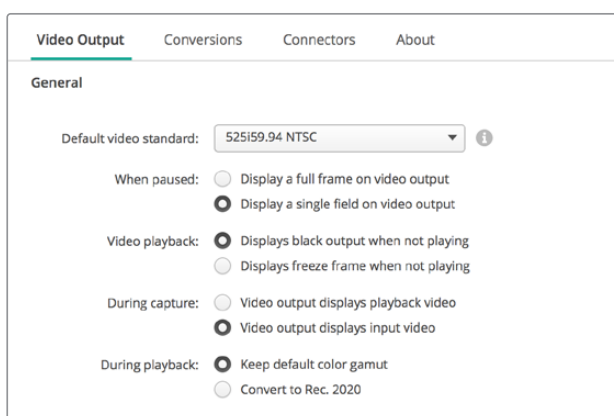 Video Output Conversions Connectors About
General
Default video standard: 525i59.94 NTSC
When paused: Display a full frame on video output
Display a single field on video output
Video playback: Displays black output when not playing
Displays freeze frame when not playing
During capture: Video output displays playback video
Video output displays input video
During playback: Keep default color gamut
Convert to Rec. 2020